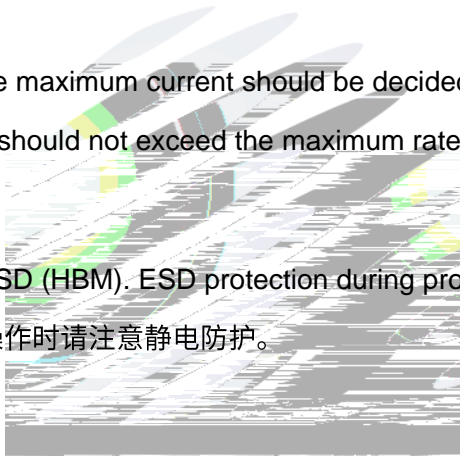 e maximum current should be decided
should not exceed the maximum rate
SD (HBM). ESD protection during pro
操作时请注意静电防护。